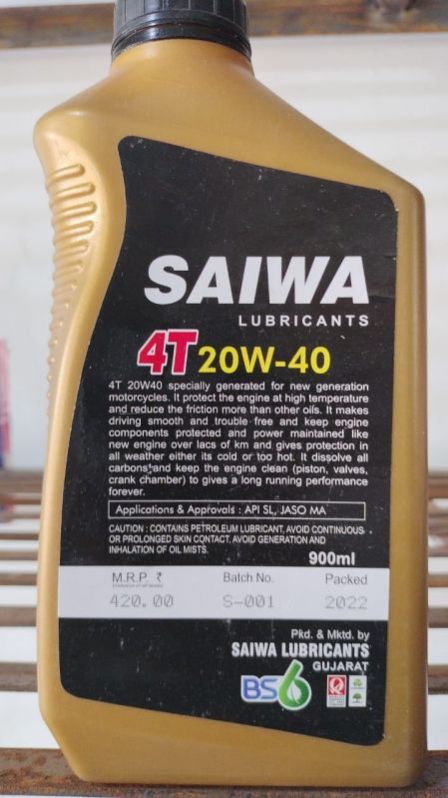 SAIWA
LUBRICANTS
4T 20W-40
4T 20W40 specially generated for new generation
motorcycles. It protect the engine at high temperature
and reduce the friction more than other oils. It makes
driving smooth and trouble free and keep engine
components protected and power maintained like
new engine over lacs of km and gives protection in
all weather either its cold or too hot. It dissolve all
carbons and keep the engine clean (piston, valves,
crank chamber) to gives a long running performance
forever.
Applications & Approvals : API SL, JASO MA
CAUTION : CONTAINS PETROLEUM LUBRICANT, AVOID CONTINUOUS
OR PROLONGED SKIN CONTACT, AVOID GENERATION AND
INHALATION OF OIL MISTS.
900ml
M.R.P. ₹ Batch No. Packed
420.00 S-001 2022
Pkd. & Mktd. by
SAIWA LUBRICANTS
GUJARAT
BS6